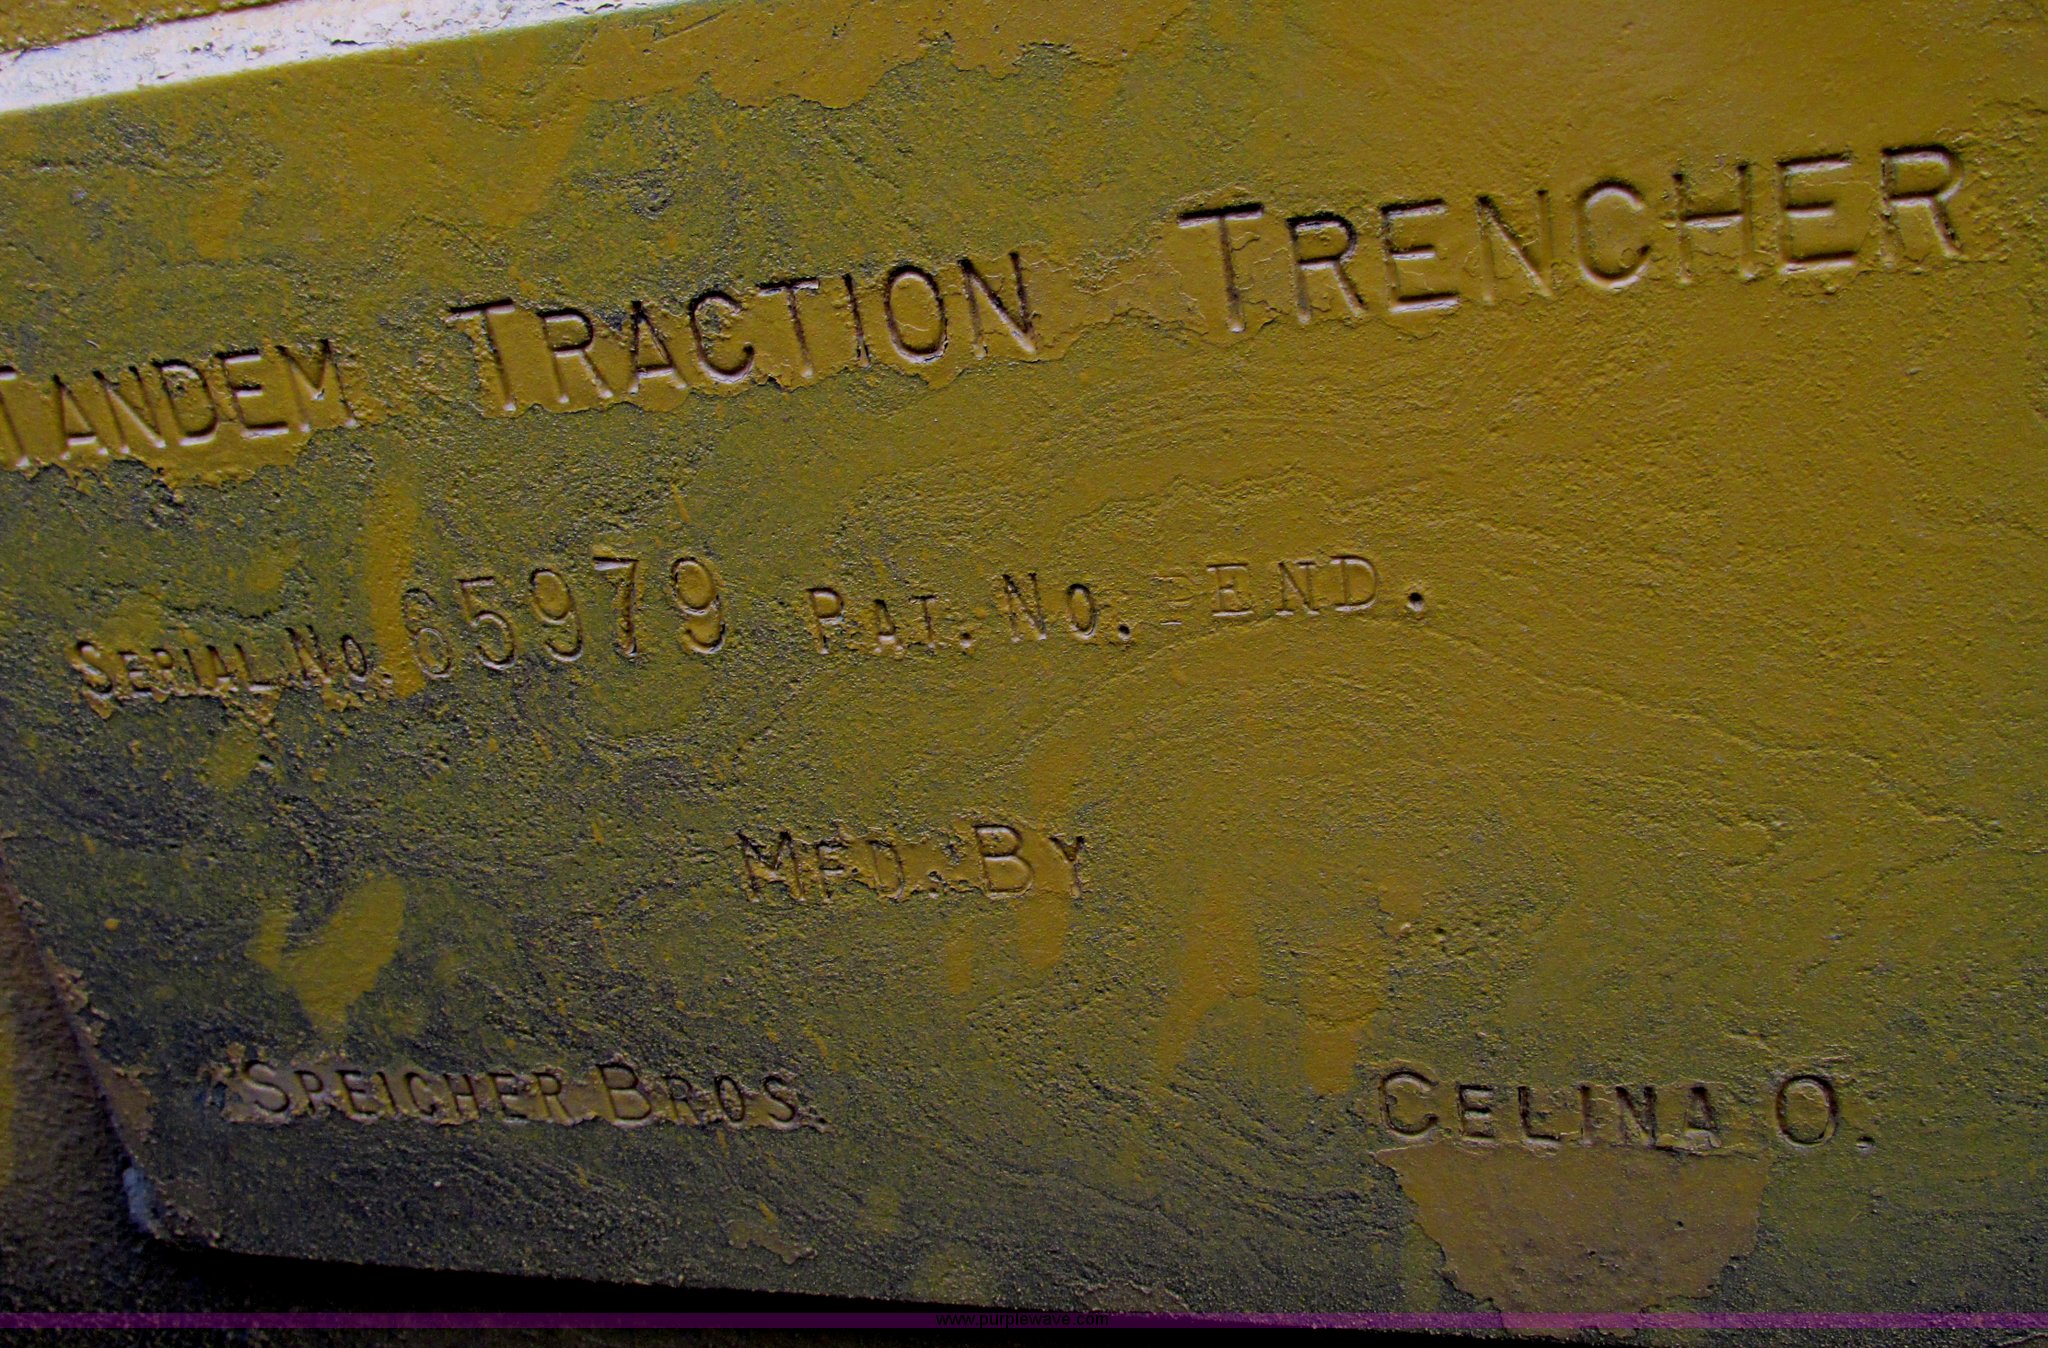 TANDEM TRACTION TRENCHER
SERIAL NO. 65979 PAT. NO. PEND.
MFD. BY
SPEICHER BROS. CELINA O.
www.purplewave.com